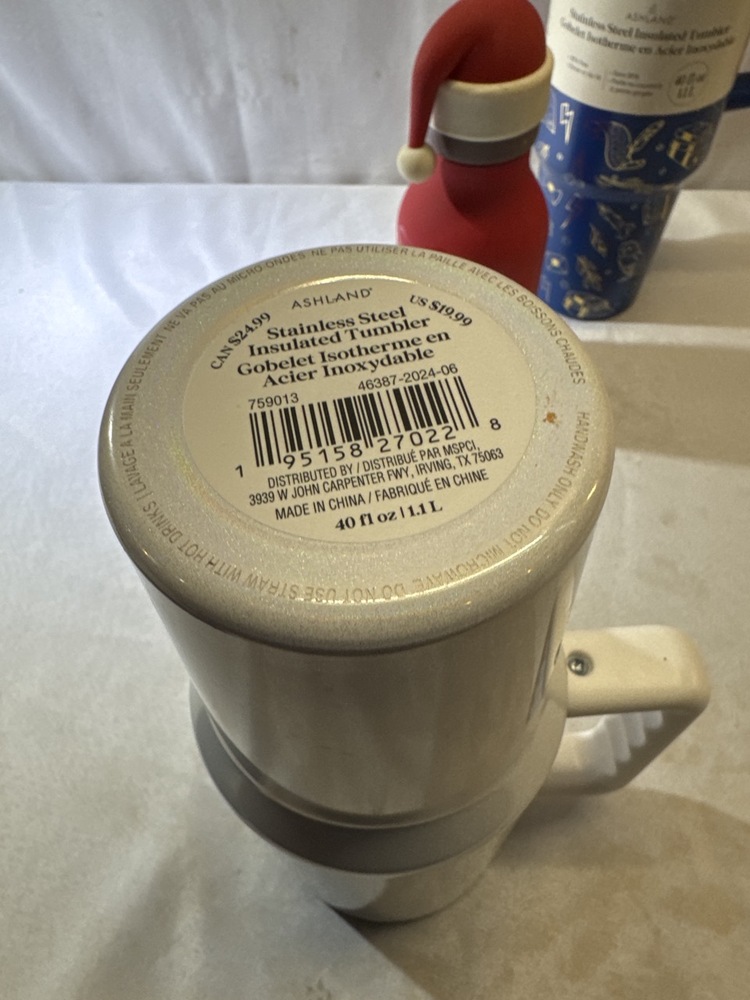 ASHLAND®
CAN $24.99
US $19.99
Stainless Steel
Insulated Tumbler
Gobelet Isotherme en
Acier Inoxydable
759013
46387-2024-06
1 95158 27022 8
DISTRIBUTED BY / DISTRIBUÉ PAR MSPCI,
3939 W JOHN CARPENTER FWY, IRVING, TX 75063
MADE IN CHINA / FABRIQUÉ EN CHINE
40 fl oz | 1.1 L
HANDWASH ONLY DO NOT MICROWAVE DO NOT USE STRAW WITH HOT DRINKS | LAVAGE A LA MAIN SEULEMENT NE VA PAS AU MICRO ONDES NE PAS UTILISER LA PAILLE AVEC LES BOISSONS CHAUDES
ASHLAND®
Stainless Steel Insulated Tumbler
Gobelet Isotherme en Acier Inoxydable
40 fl oz
1.1 L